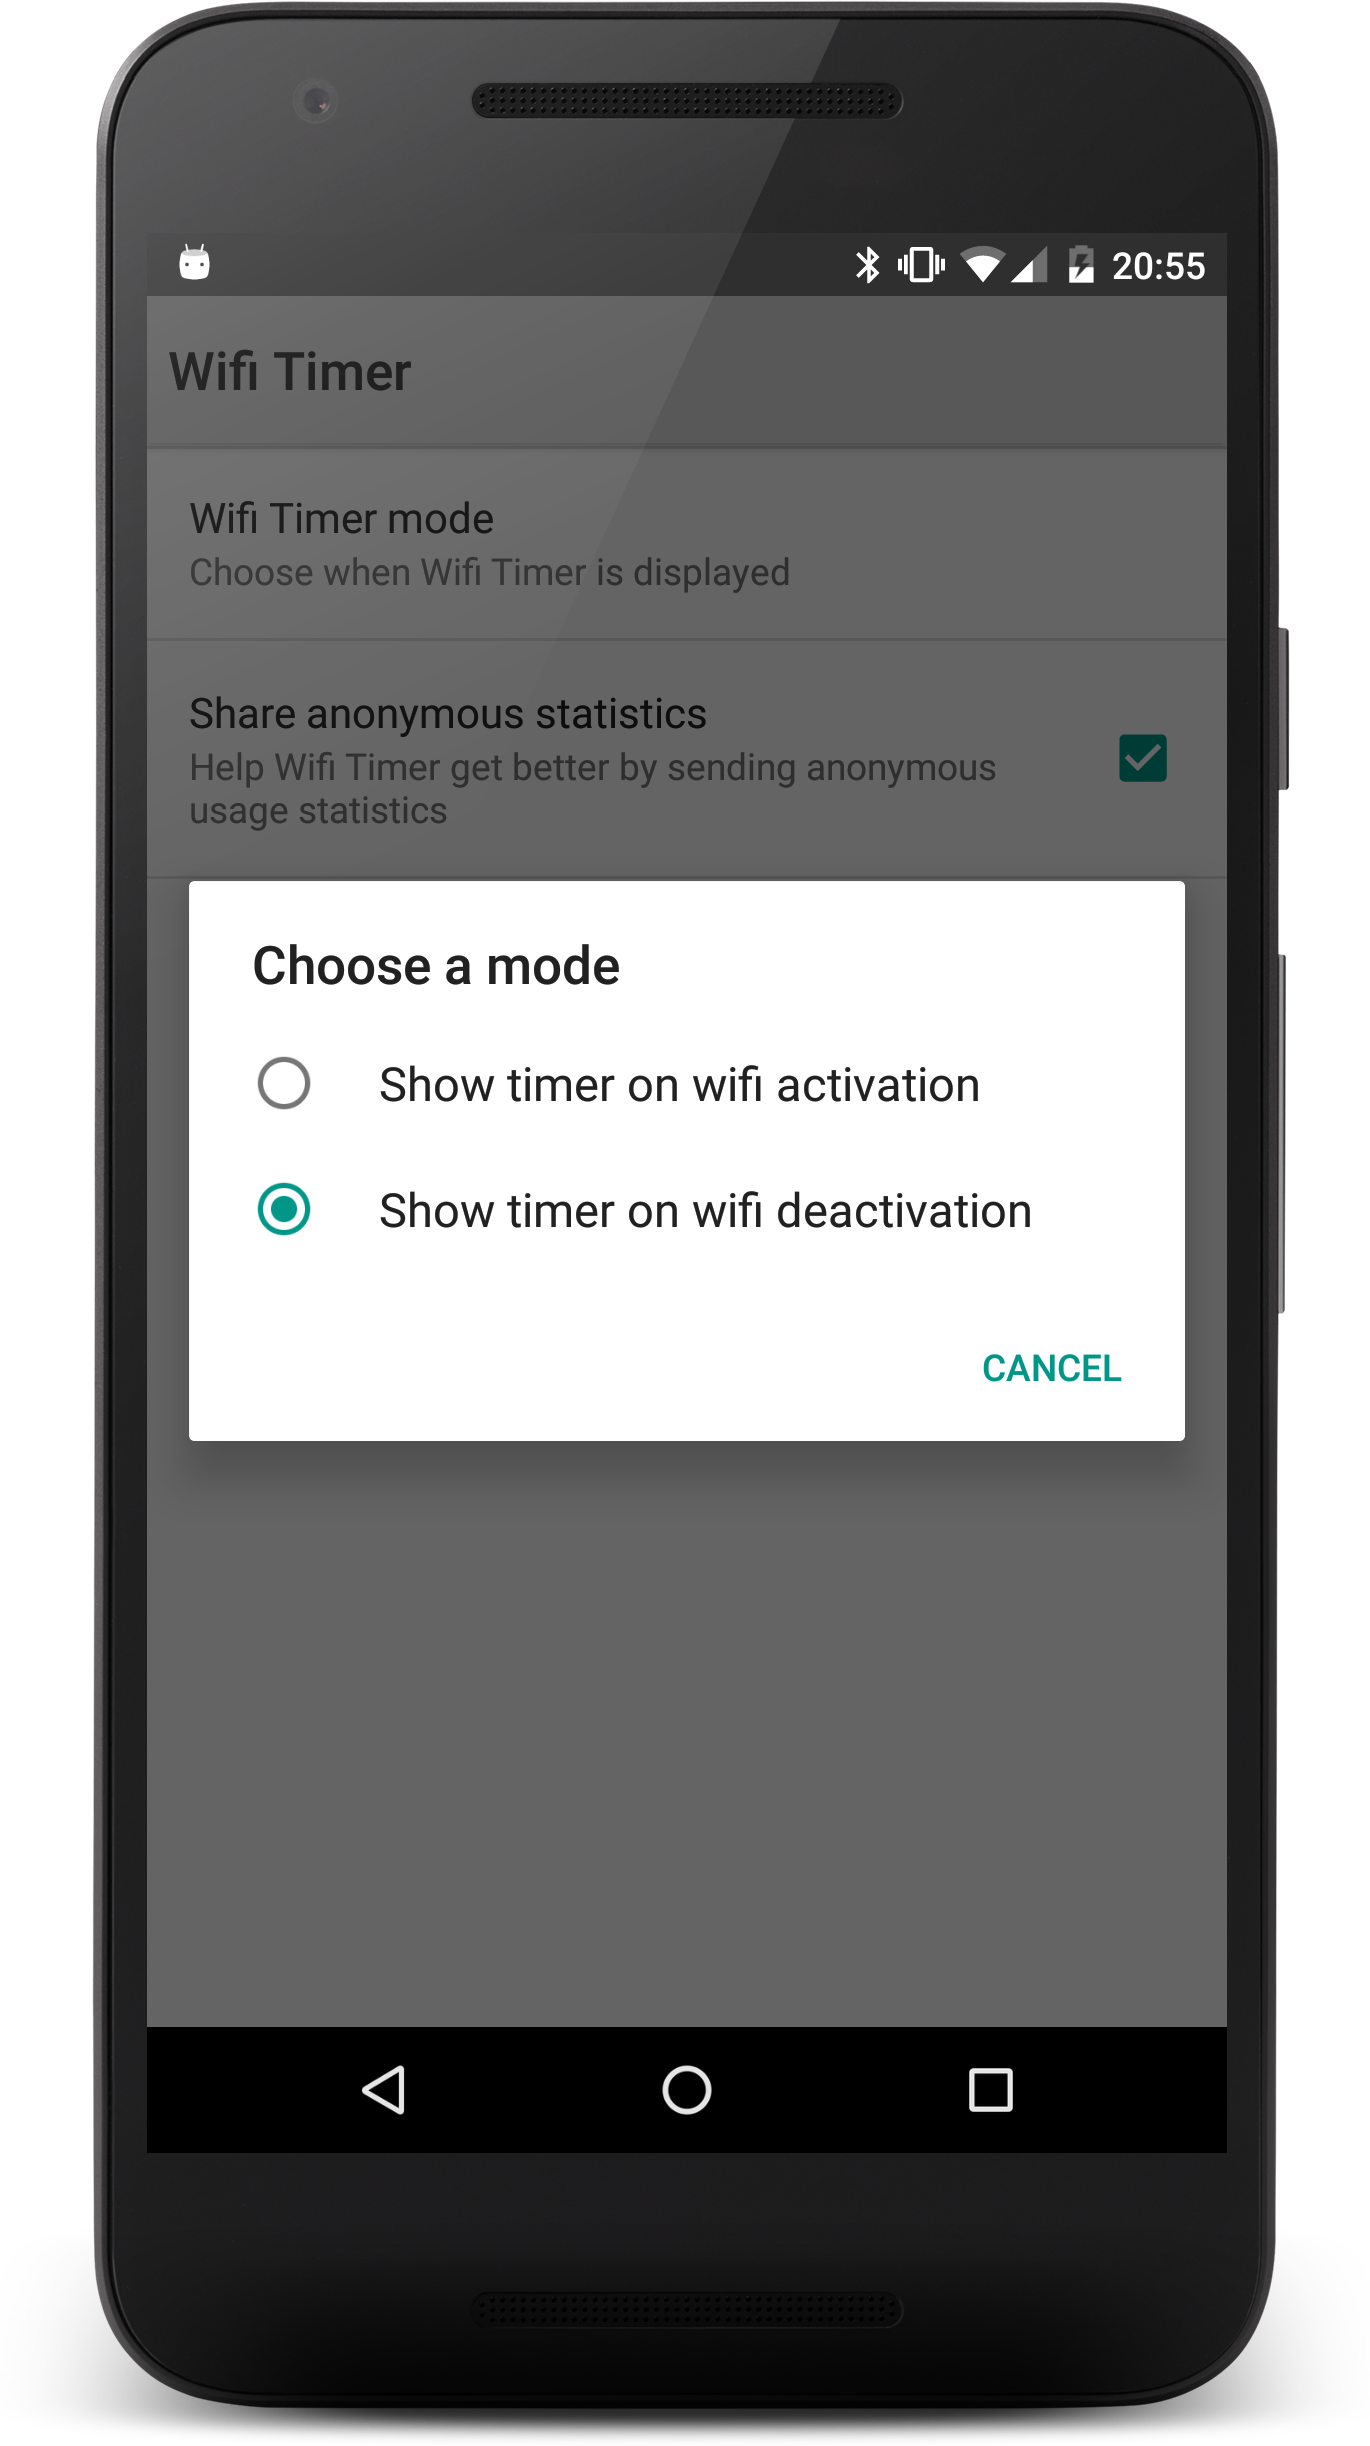 20:55
Wifi Timer
Wifi Timer mode
Choose when Wifi Timer is displayed
Share anonymous statistics
Help Wifi Timer get better by sending anonymous
usage statistics
Choose a mode
Show timer on wifi activation
Show timer on wifi deactivation
CANCEL